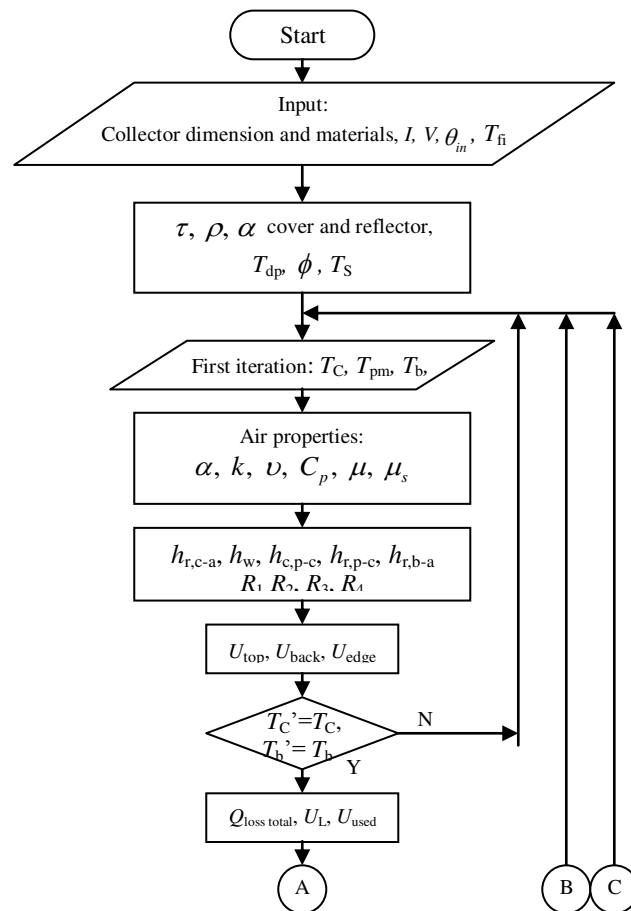 Start
Input:
Collector dimension and materials, I, V, θin, Tfi
τ, ρ, α cover and reflector,
Tdp, ϕ, TS
First iteration: TC, Tpm, Tb,
Air properties:
α, k, υ, Cp, μ, μs
hr,c-a, hw, hc,p-c, hr,p-c, hr,b-a
R1 R2, R3, R4
Utop, Uback, Uedge
TC’=TC,
Tb’= Tb
N
Y
Qloss total, UL, Uused
A
B
C